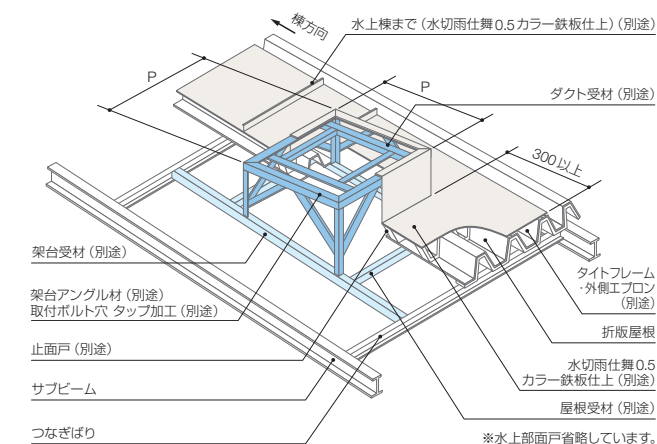 棟方向
水上棟まで（水切雨仕舞0.5カラー鉄板仕上）（別途）
P
P
ダクト受材（別途）
300以上
架台受材（別途）
架台アングル材（別途）
取付ボルト穴 タップ加工（別途）
止面戸（別途）
サブビーム
つなぎばり
タイトフレーム
・外側エプロン
（別途）
折版屋根
水切雨仕舞0.5
カラー鉄板仕上（別途）
屋根受材（別途）
※水上部面戸省略しています。